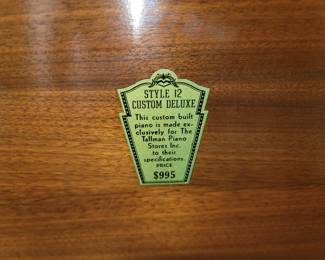 STYLE 12
CUSTOM DELUXE
This custom built
piano is made ex-
clusively for The
Tallman Piano
Stores Inc.
to their
specifications.
PRICE
$995